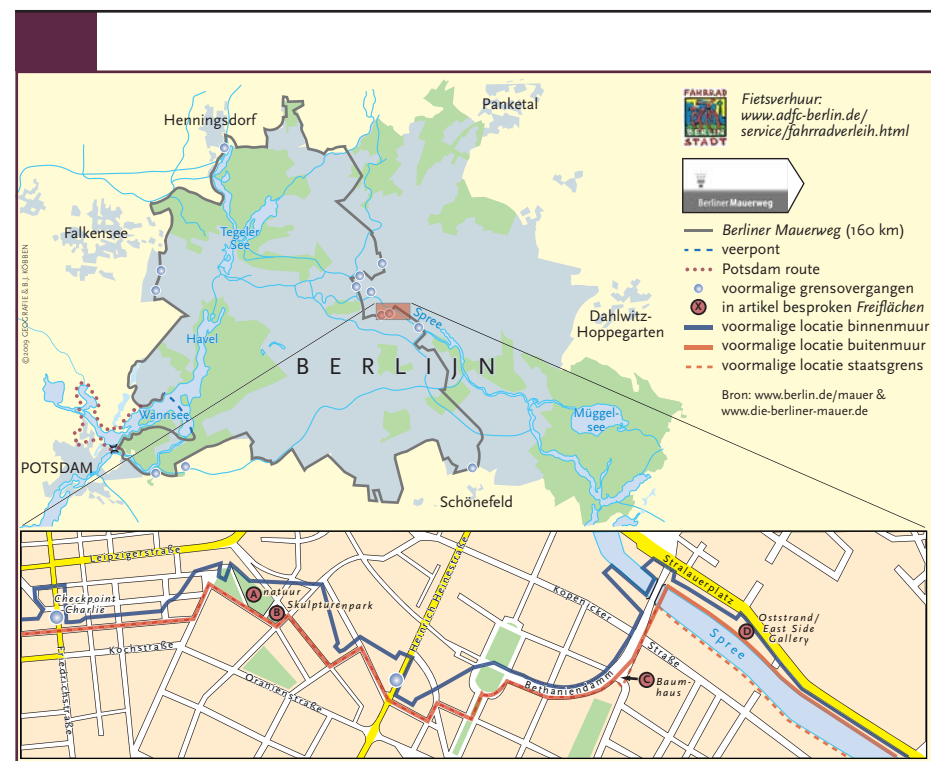 Henningsdorf
Panketal
Falkensee
Tegeler
See
Havel
Spree
Dahlwitz-
Hoppegarten
BERLIJN
Wannsee
Müggel-
see
POTSDAM
Schönefeld
©2009 GEOGRAFIE & B.J. KÖBBEN
FAHRRAD
BERLIN
STADT
Fietsverhuur:
www.adfc-berlin.de/
service/fahrradverleih.html
Berliner Mauerweg
Berliner Mauerweg (160 km)
veerpont
Potsdam route
voormalige grensovergangen
X in artikel besproken Freiflächen
voormalige locatie binnenmuur
voormalige locatie buitenmuur
voormalige locatie staatsgrens
Bron: www.berlin.de/mauer &
www.die-berliner-mauer.de
Leipzigerstraße
Checkpoint
Charlie
Friedrichstraße
Kochstraße
Oranienstraße
A natuur
B Skulpturenpark
Heinrich Heinestraße
Kopenicker
Straße
Bethaniendamm
C Baum-
haus
Stralauerplatz
Spree
D Oststrand/
East Side
Gallery